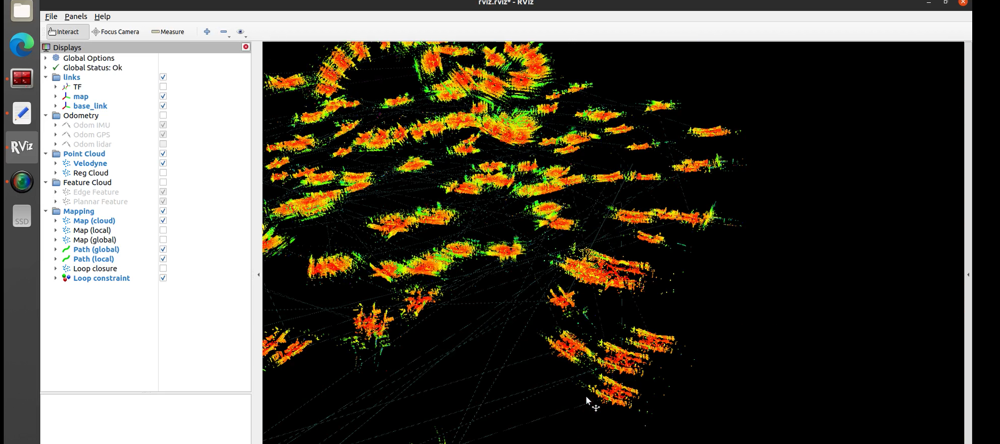 rviz.rviz* - RViz
File Panels Help
Interact Focus Camera Measure
Displays
Global Options
Global Status: Ok
links
TF
map
base_link
Odometry
Odom IMU
Odom GPS
Odom lidar
Point Cloud
Velodyne
Reg Cloud
Feature Cloud
Edge Feature
Plannar Feature
Mapping
Map (cloud)
Map (local)
Map (global)
Path (global)
Path (local)
Loop closure
Loop constraint
RViz
SSD